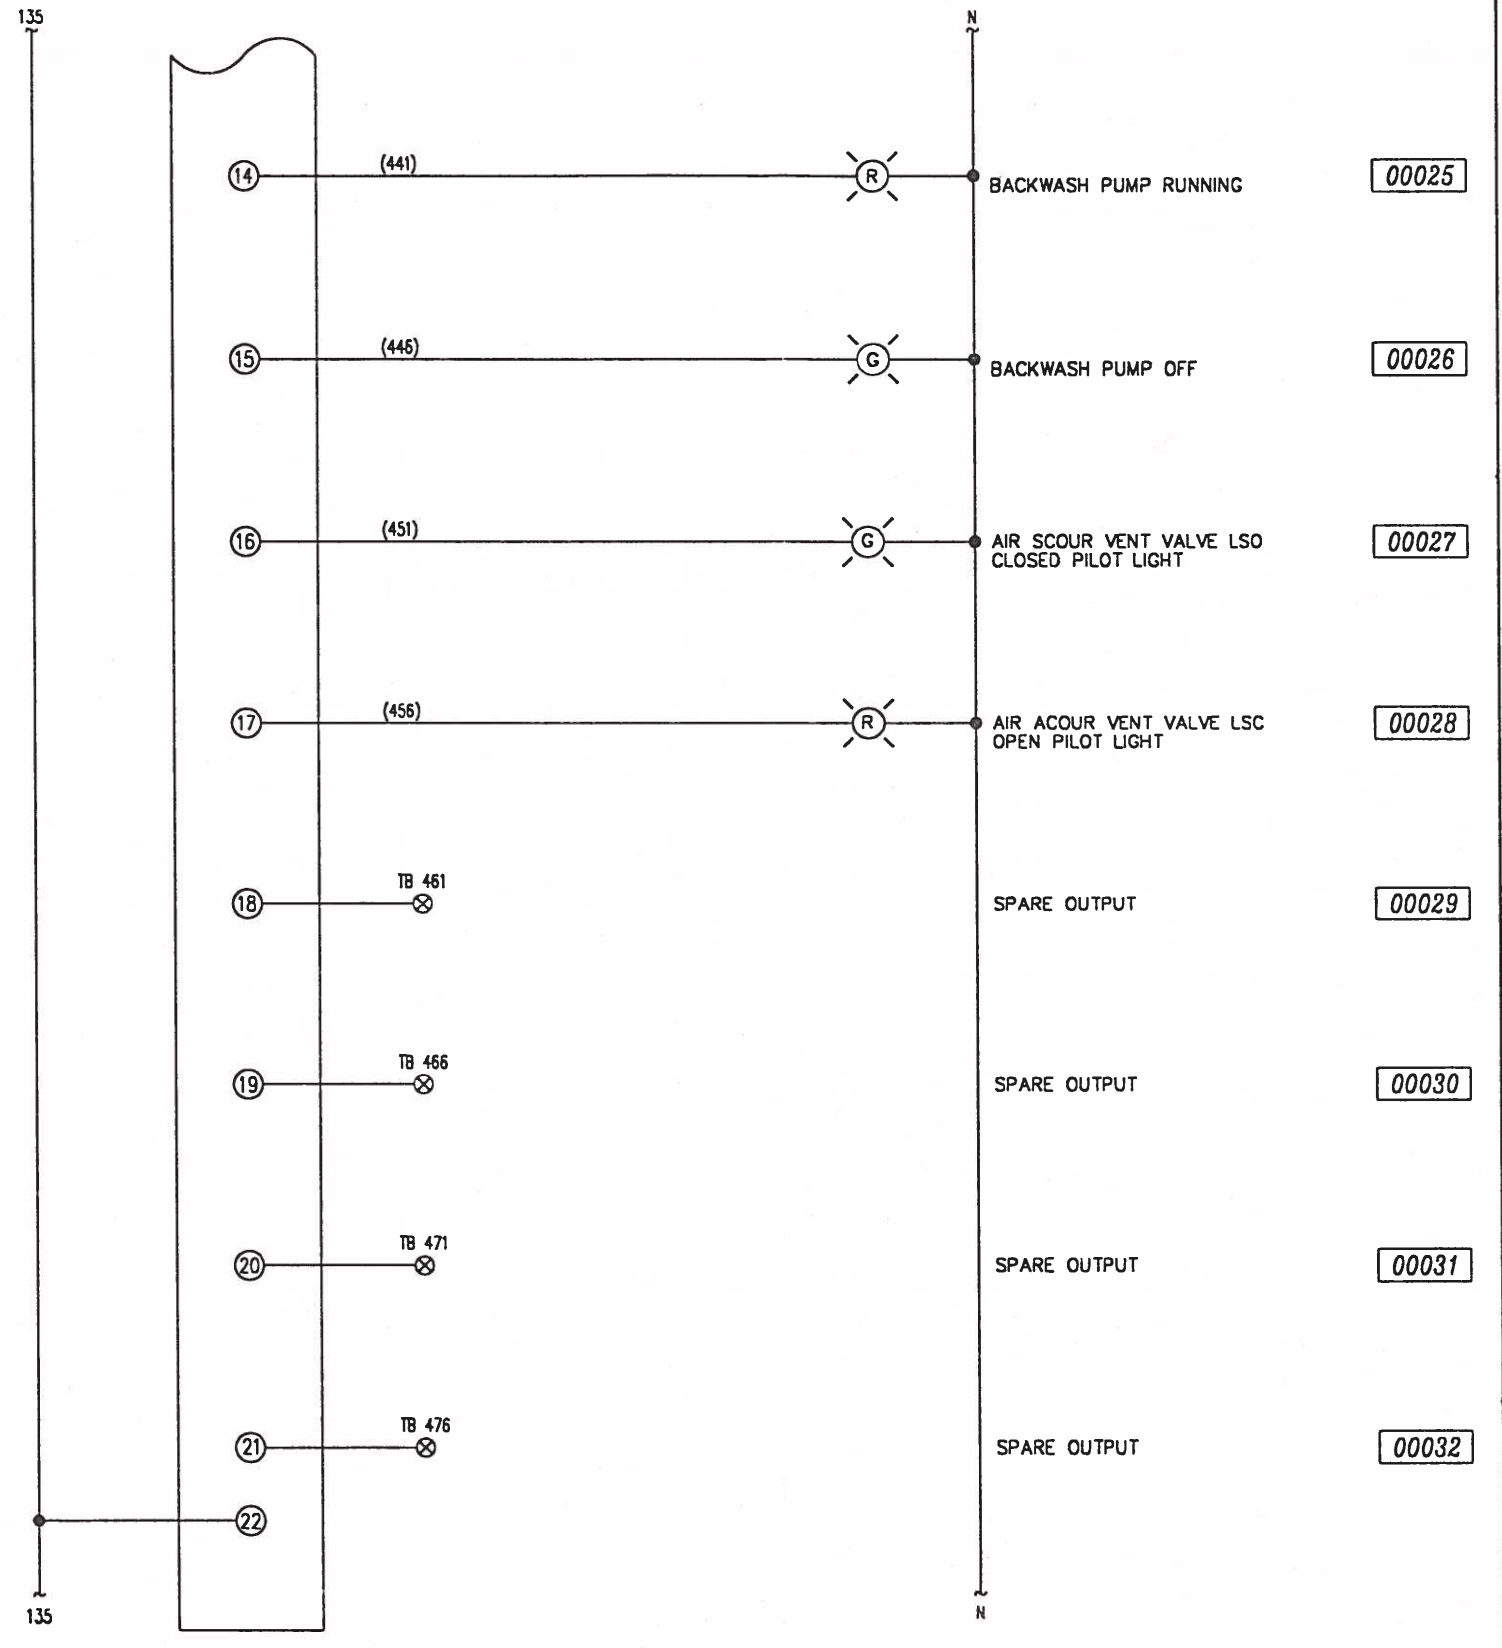 135
N
14
(441)
R
BACKWASH PUMP RUNNING
00025
15
(446)
G
BACKWASH PUMP OFF
00026
16
(451)
G
AIR SCOUR VENT VALVE LSO
CLOSED PILOT LIGHT
00027
17
(456)
R
AIR ACOUR VENT VALVE LSC
OPEN PILOT LIGHT
00028
18
TB 461
SPARE OUTPUT
00029
19
TB 466
SPARE OUTPUT
00030
20
TB 471
SPARE OUTPUT
00031
21
TB 476
SPARE OUTPUT
00032
22
135
N